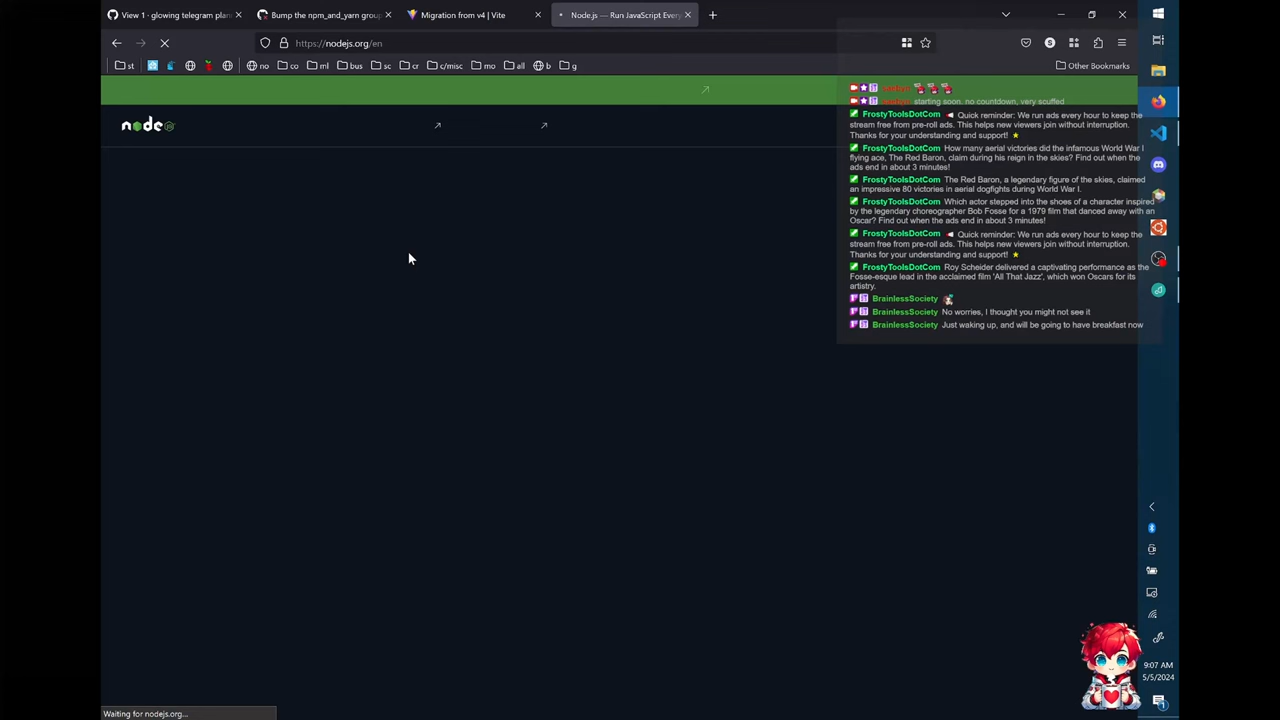 View 1 · glowing telegram plan
Bump the npm_and_yarn group
Migration from v4 | Vite
Node.js — Run JavaScript Every
https://nodejs.org/en
st
no
co
ml
bus
sc
cr
c/misc
mo
all
b
g
Other Bookmarks
node
JS
starting soon. no countdown, very scuffed
FrostyToolsDotCom Quick reminder: We run ads every hour to keep the
stream free from pre-roll ads. This helps new viewers join without interruption.
Thanks for your understanding and support!
FrostyToolsDotCom How many aerial victories did the infamous World War I
flying ace, The Red Baron, claim during his reign in the skies? Find out when the
ads end in about 3 minutes!
FrostyToolsDotCom The Red Baron, a legendary figure of the skies, claimed
an impressive 80 victories in aerial dogfights during World War I.
FrostyToolsDotCom Which actor stepped into the shoes of a character inspired
by the legendary choreographer Bob Fosse for a 1979 film that danced away with an
Oscar? Find out when the ads end in about 3 minutes!
FrostyToolsDotCom Quick reminder: We run ads every hour to keep the
stream free from pre-roll ads. This helps new viewers join without interruption.
Thanks for your understanding and support!
FrostyToolsDotCom Roy Scheider delivered a captivating performance as the
Fosse-esque lead in the acclaimed film 'All That Jazz', which won Oscars for its
artistry.
BrainlessSociety
BrainlessSociety No worries, I thought you might not see it
BrainlessSociety Just waking up, and will be going to have breakfast now
9:07 AM
5/5/2024
1
Waiting for nodejs.org...